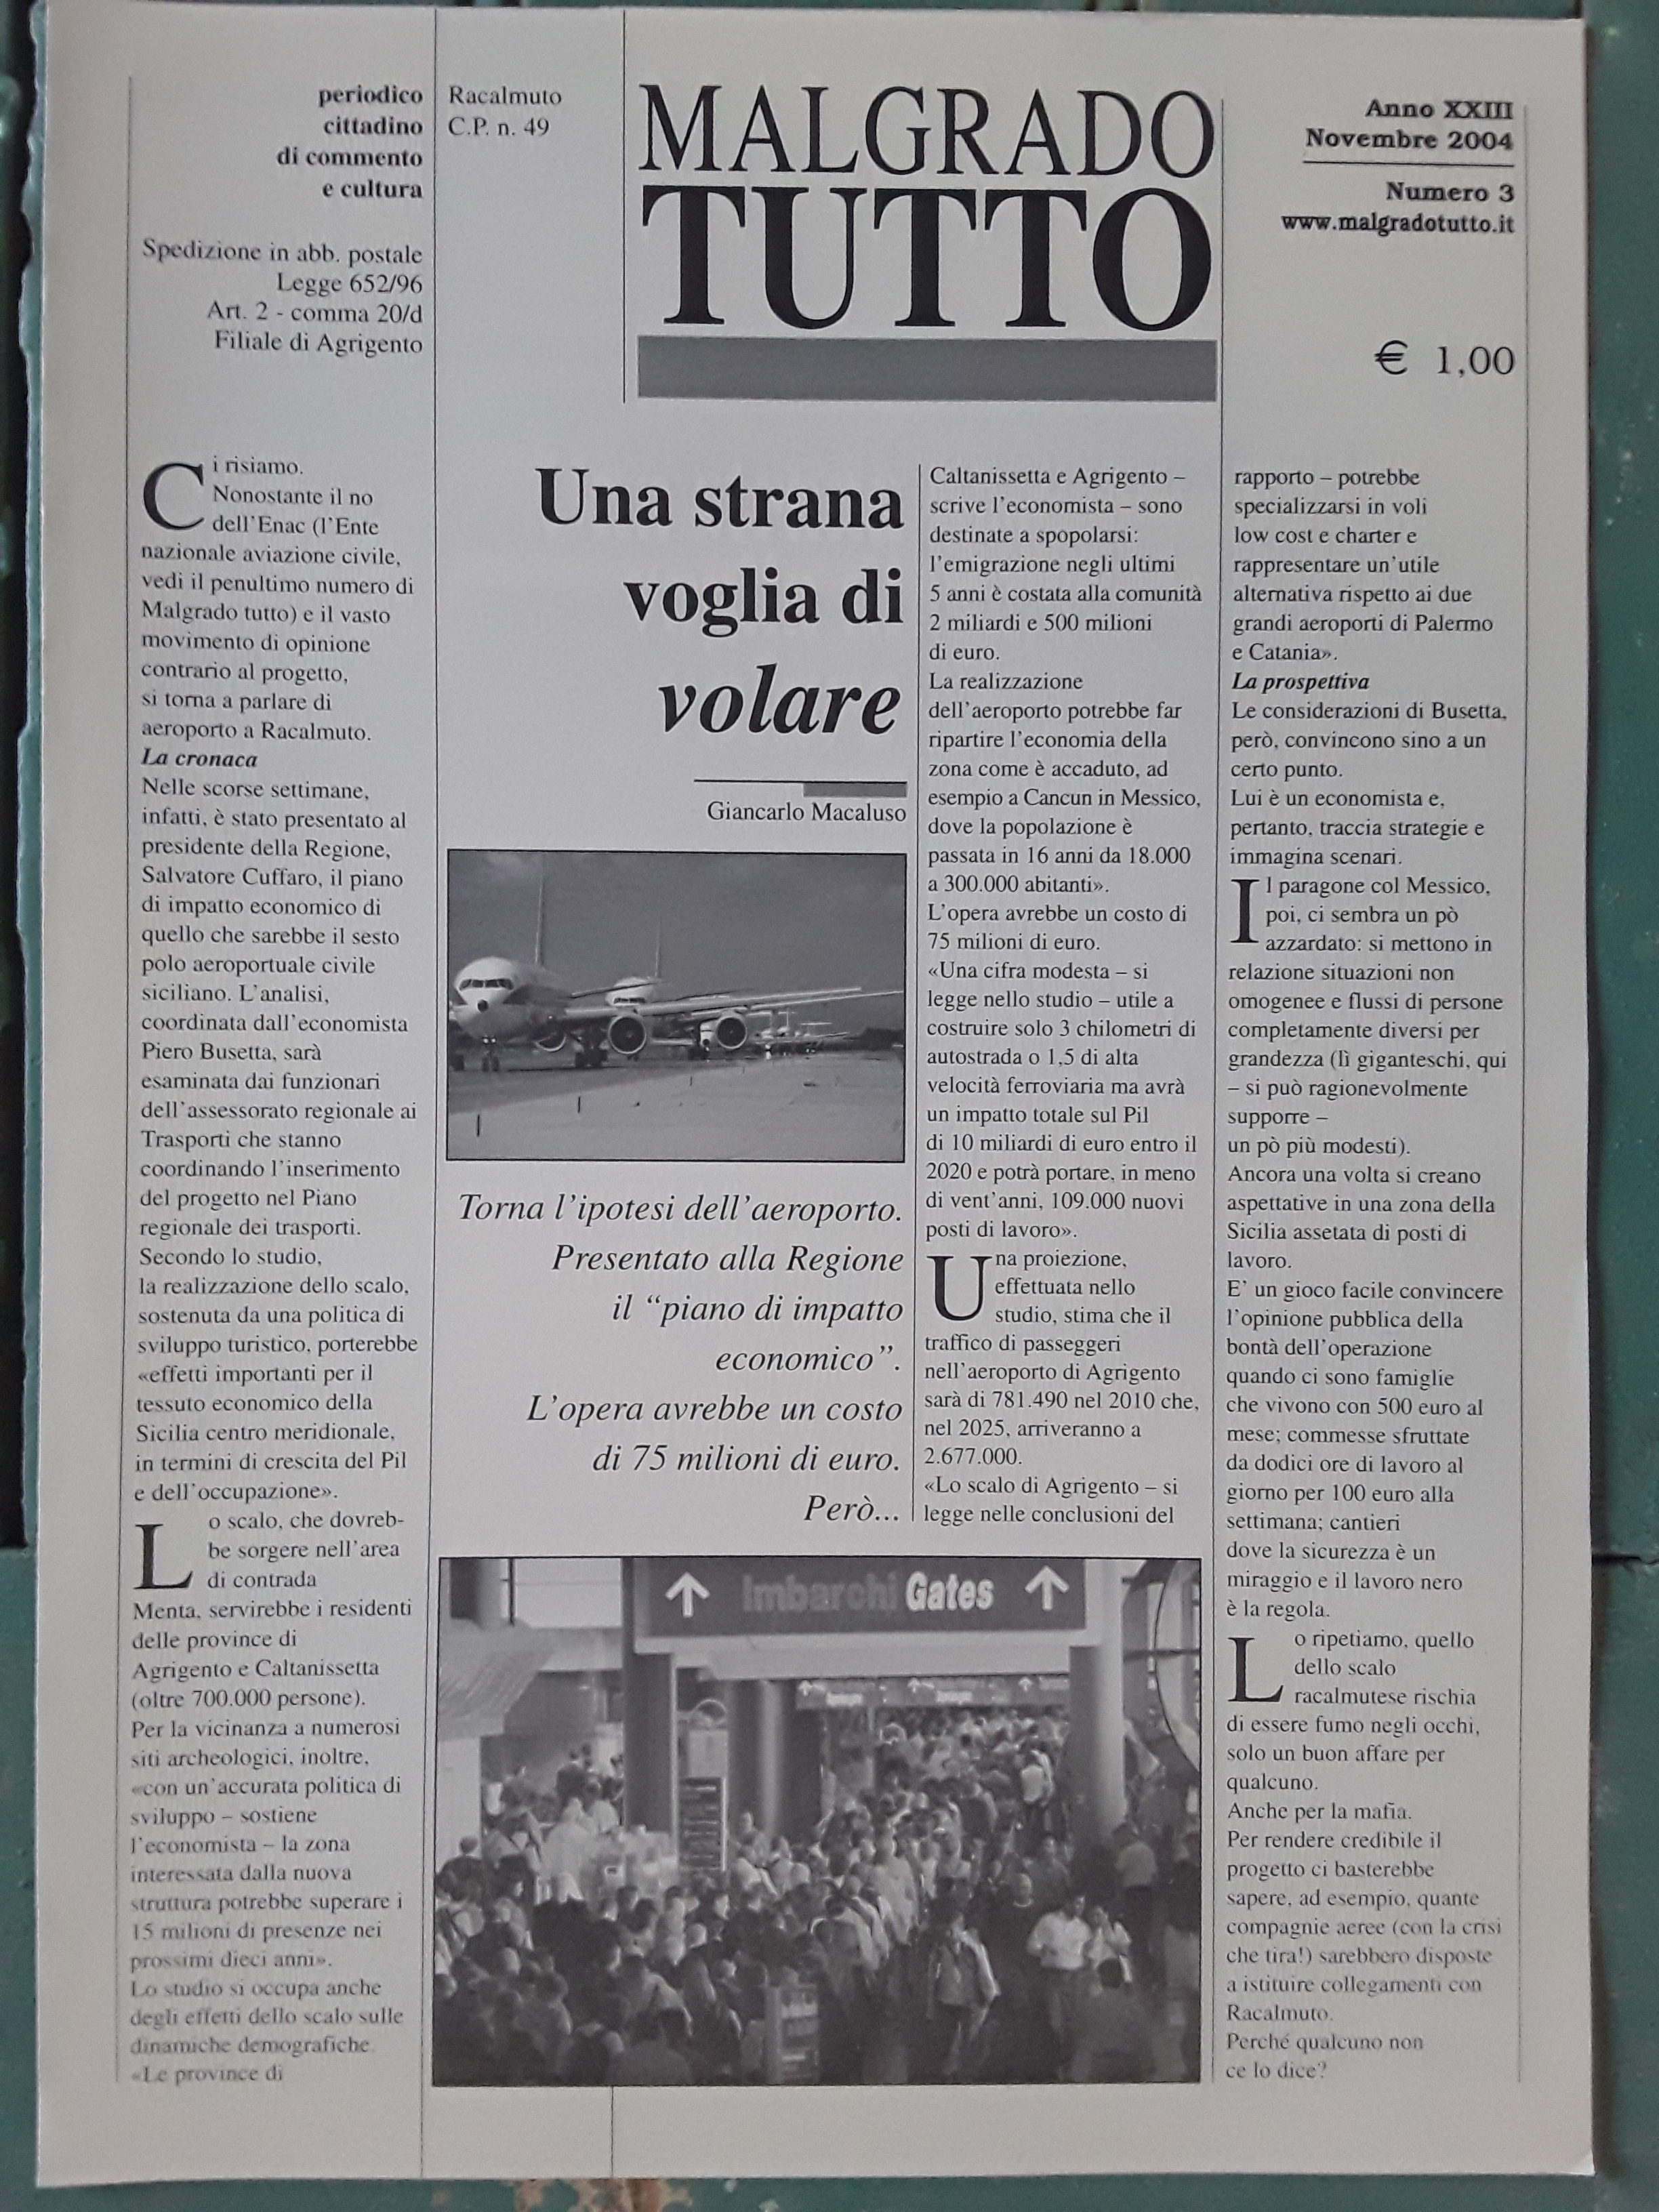 periodico
cittadino
di commento
e cultura
Spedizione in abb. postale
Legge 652/96
Art. 2 - comma 20/d
Filiale di Agrigento
Racalmuto
C.P. n. 49
MALGRADO
TUTTO
Anno XXIII
Novembre 2004
Numero 3
www.malgradotutto.it
€ 1,00
Una strana
voglia di
volare
Giancarlo Macaluso
Torna l'ipotesi dell'aeroporto.
Presentato alla Regione
il “piano di impatto
economico”.
L'opera avrebbe un costo
di 75 milioni di euro.
Però...
Ci risiamo.
Nonostante il no
dell'Enac (l'Ente
nazionale aviazione civile,
vedi il penultimo numero di
Malgrado tutto) e il vasto
movimento di opinione
contrario al progetto,
si torna a parlare di
aeroporto a Racalmuto.
La cronaca
Nelle scorse settimane,
infatti, è stato presentato al
presidente della Regione,
Salvatore Cuffaro, il piano
di impatto economico di
quello che sarebbe il sesto
polo aeroportuale civile
siciliano. L'analisi,
coordinata dall'economista
Piero Busetta, sarà
esaminata dai funzionari
dell'assessorato regionale ai
Trasporti che stanno
coordinando l'inserimento
del progetto nel Piano
regionale dei trasporti.
Secondo lo studio,
la realizzazione dello scalo,
sostenuta da una politica di
sviluppo turistico, porterebbe
«effetti importanti per il
tessuto economico della
Sicilia centro meridionale,
in termini di crescita del Pil
e dell'occupazione».
Lo scalo, che dovreb-
be sorgere nell'area
di contrada
Menta, servirebbe i residenti
delle province di
Agrigento e Caltanissetta
(oltre 700.000 persone).
Per la vicinanza a numerosi
siti archeologici, inoltre,
«con un'accurata politica di
sviluppo – sostiene
l'economista – la zona
interessata dalla nuova
struttura potrebbe superare i
15 milioni di presenze nei
prossimi dieci anni».
Lo studio si occupa anche
degli effetti dello scalo sulle
dinamiche demografiche.
«Le province di
Caltanissetta e Agrigento –
scrive l'economista – sono
destinate a spopolarsi:
l'emigrazione negli ultimi
5 anni è costata alla comunità
2 miliardi e 500 milioni
di euro.
La realizzazione
dell'aeroporto potrebbe far
ripartire l'economia della
zona come è accaduto, ad
esempio a Cancun in Messico,
dove la popolazione è
passata in 16 anni da 18.000
a 300.000 abitanti».
L'opera avrebbe un costo di
75 milioni di euro.
«Una cifra modesta – si
legge nello studio – utile a
costruire solo 3 chilometri di
autostrada o 1,5 di alta
velocità ferroviaria ma avrà
un impatto totale sul Pil
di 10 miliardi di euro entro il
2020 e potrà portare, in meno
di vent'anni, 109.000 nuovi
posti di lavoro».
Una proiezione,
effettuata nello
studio, stima che il
traffico di passeggeri
nell'aeroporto di Agrigento
sarà di 781.490 nel 2010 che,
nel 2025, arriveranno a
2.677.000.
«Lo scalo di Agrigento – si
legge nelle conclusioni del
rapporto – potrebbe
specializzarsi in voli
low cost e charter e
rappresentare un'utile
alternativa rispetto ai due
grandi aeroporti di Palermo
e Catania».
La prospettiva
Le considerazioni di Busetta,
però, convincono sino a un
certo punto.
Lui è un economista e,
pertanto, traccia strategie e
immagina scenari.
Il paragone col Messico,
poi, ci sembra un pò
azzardato: si mettono in
relazione situazioni non
omogenee e flussi di persone
completamente diversi per
grandezza (lì giganteschi, qui
– si può ragionevolmente
supporre –
un pò più modesti).
Ancora una volta si creano
aspettative in una zona della
Sicilia assetata di posti di
lavoro.
E' un gioco facile convincere
l'opinione pubblica della
bontà dell'operazione
quando ci sono famiglie
che vivono con 500 euro al
mese; commesse sfruttate
da dodici ore di lavoro al
giorno per 100 euro alla
settimana; cantieri
dove la sicurezza è un
miraggio e il lavoro nero
è la regola.
Lo ripetiamo, quello
dello scalo
racalmutese rischia
di essere fumo negli occhi,
solo un buon affare per
qualcuno.
Anche per la mafia.
Per rendere credibile il
progetto ci basterebbe
sapere, ad esempio, quante
compagnie aeree (con la crisi
che tira!) sarebbero disposte
a istituire collegamenti con
Racalmuto.
Perché qualcuno non
ce lo dice?
Imbarchi Gates